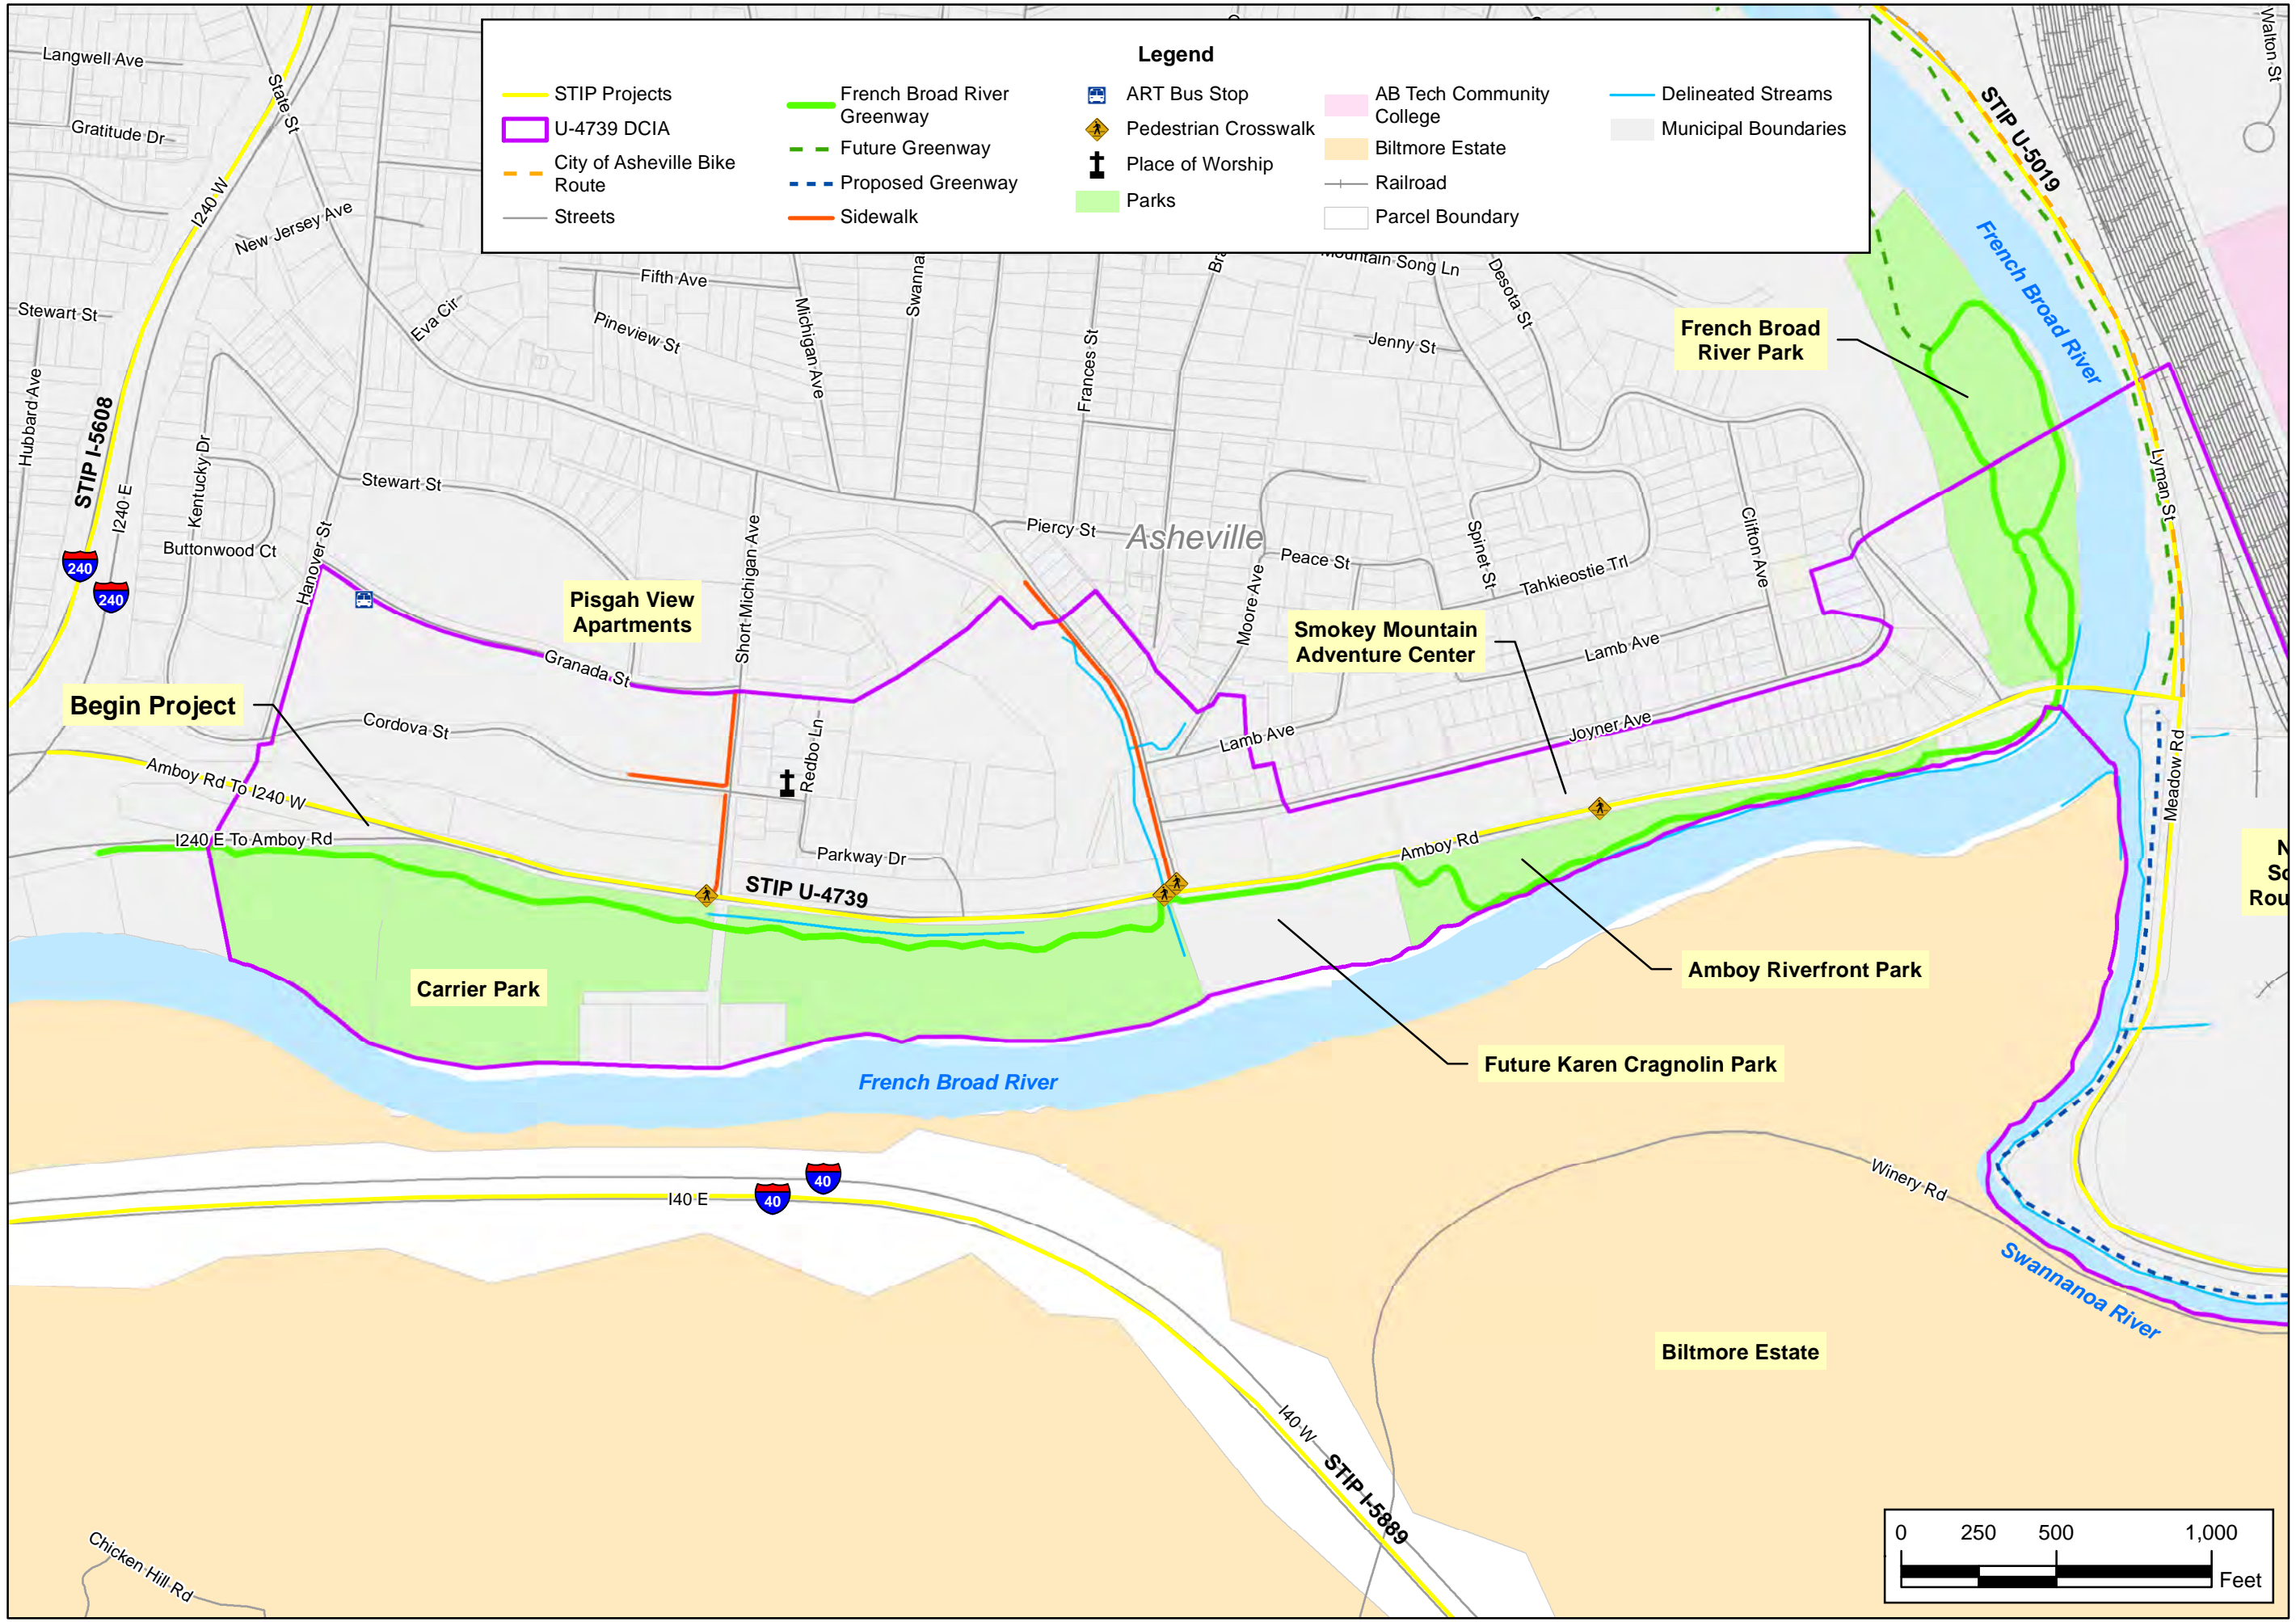 Legend
STIP Projects
U-4739 DCIA
City of Asheville Bike
Route
Streets
French Broad River
Greenway
Future Greenway
Proposed Greenway
Sidewalk
ART Bus Stop
Pedestrian Crosswalk
Place of Worship
Parks
AB Tech Community
College
Biltmore Estate
Railroad
Parcel Boundary
Delineated Streams
Municipal Boundaries
Langwell Ave
Gratitude Dr
State St
I240 W
New Jersey Ave
Stewart St
Eva Cir
Hubbard Ave
STIP I-5608
I240 E
Kentucky Dr
Buttonwood Ct
Hanover St
240
240
Stewart St
Fifth Ave
Pineview St
Michigan Ave
Swanna
Frances St
Bra
Mountain Song Ln
Desota St
Jenny St
Walton St
STIP U-5019
French Broad River
French Broad
River Park
Lyman St
Piercy St
Asheville
Peace St
Moore Ave
Spinet St
Tahkieostie Trl
Clifton Ave
Short Michigan Ave
Pisgah View
Apartments
Granada St
Smokey Mountain
Adventure Center
Lamb Ave
Lamb Ave
Joyner Ave
Begin Project
Cordova St
Redbo Ln
Amboy Rd To I240 W
I240 E To Amboy Rd
Parkway Dr
STIP U-4739
Amboy Rd
Meadow Rd
N
So
Rou
Carrier Park
Amboy Riverfront Park
Future Karen Cragnolin Park
French Broad River
I40 E
40
40
Winery Rd
Swannanoa River
Biltmore Estate
I40 W
STIP I-5889
Chicken Hill Rd
0 250 500 1,000
Feet